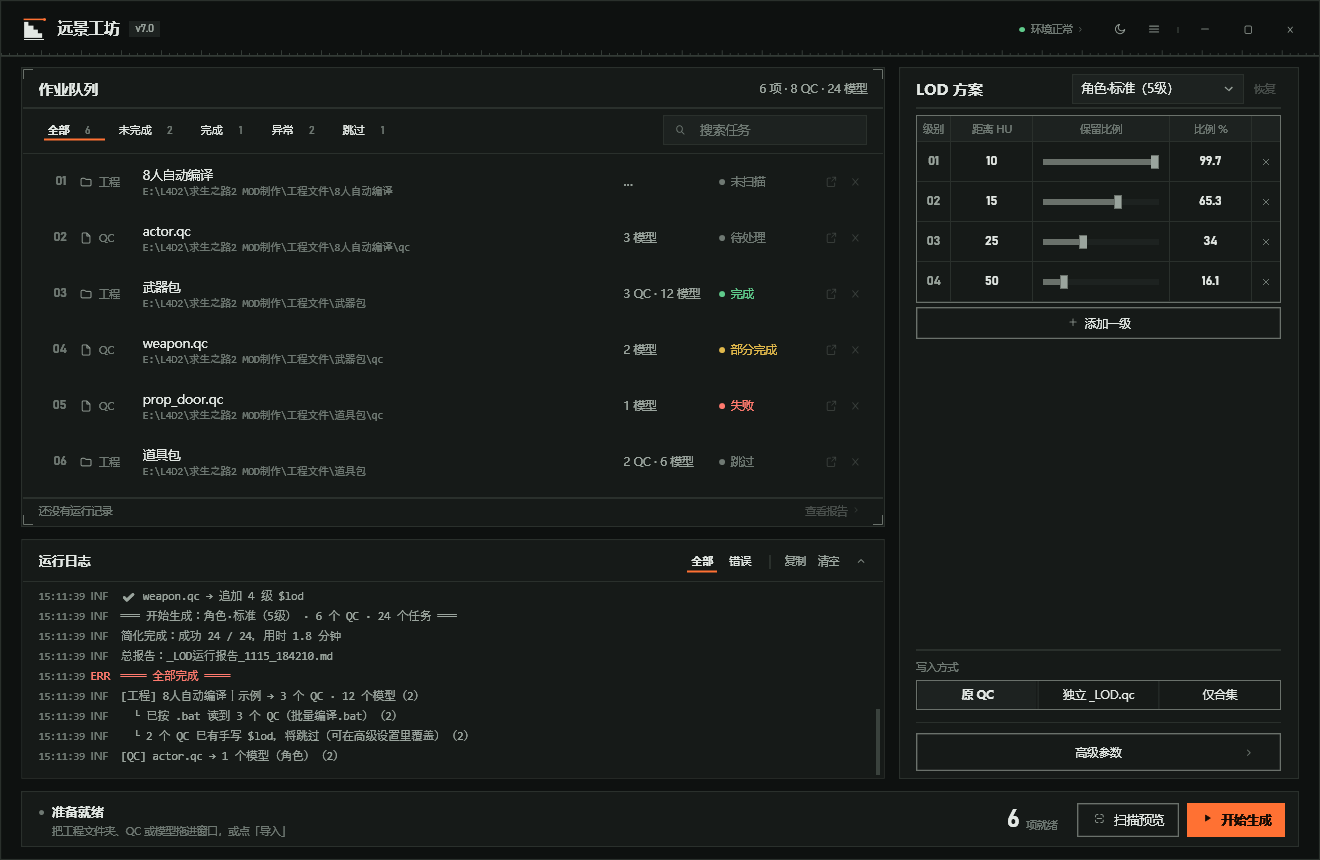 远景工坊 v7.0
环境正常
作业队列
6 项 · 8 QC · 24 模型
全部 6 未完成 2 完成 1 异常 2 跳过 1
搜索任务
01 工程 8人自动编译 ... 未扫描
E:\L4D2\求生之路2 MOD制作\工程文件\8人自动编译
02 QC actor.qc 3 模型 待处理
E:\L4D2\求生之路2 MOD制作\工程文件\8人自动编译\qc
03 工程 武器包 3 QC · 12 模型 完成
E:\L4D2\求生之路2 MOD制作\工程文件\武器包
04 QC weapon.qc 2 模型 部分完成
E:\L4D2\求生之路2 MOD制作\工程文件\武器包\qc
05 QC prop_door.qc 1 模型 失败
E:\L4D2\求生之路2 MOD制作\工程文件\道具包\qc
06 工程 道具包 2 QC · 6 模型 跳过
E:\L4D2\求生之路2 MOD制作\工程文件\道具包
还没有运行记录
查看报告
运行日志
全部 错误 复制 清空
15:11:39 INF ✔ weapon.qc → 追加 4 级 $lod
15:11:39 INF ══ 开始生成：角色·标准（5级） · 6 个 QC · 24 个任务 ══
15:11:39 INF 简化完成：成功 24 / 24，用时 1.8 分钟
15:11:39 INF 总报告：_LOD运行报告_1115_184210.md
15:11:39 ERR ═══ 全部完成 ═══
15:11:39 INF [工程] 8人自动编译｜示例 → 3 个 QC · 12 个模型（2）
15:11:39 INF └ 已按 .bat 读到 3 个 QC（批量编译.bat）（2）
15:11:39 INF └ 2 个 QC 已有手写 $lod，将跳过（可在高级设置里覆盖）（2）
15:11:39 INF [QC] actor.qc → 1 个模型（角色）（2）
LOD 方案
角色·标准（5级）
恢复
级别 距离 HU 保留比例 比例 %
01 10 99.7
02 15 65.3
03 25 34
04 50 16.1
+ 添加一级
写入方式
原 QC 独立 _LOD.qc 仅合集
高级参数
准备就绪
把工程文件夹、QC 或模型拖进窗口，或点「导入」
6 项就绪
扫描预览
开始生成